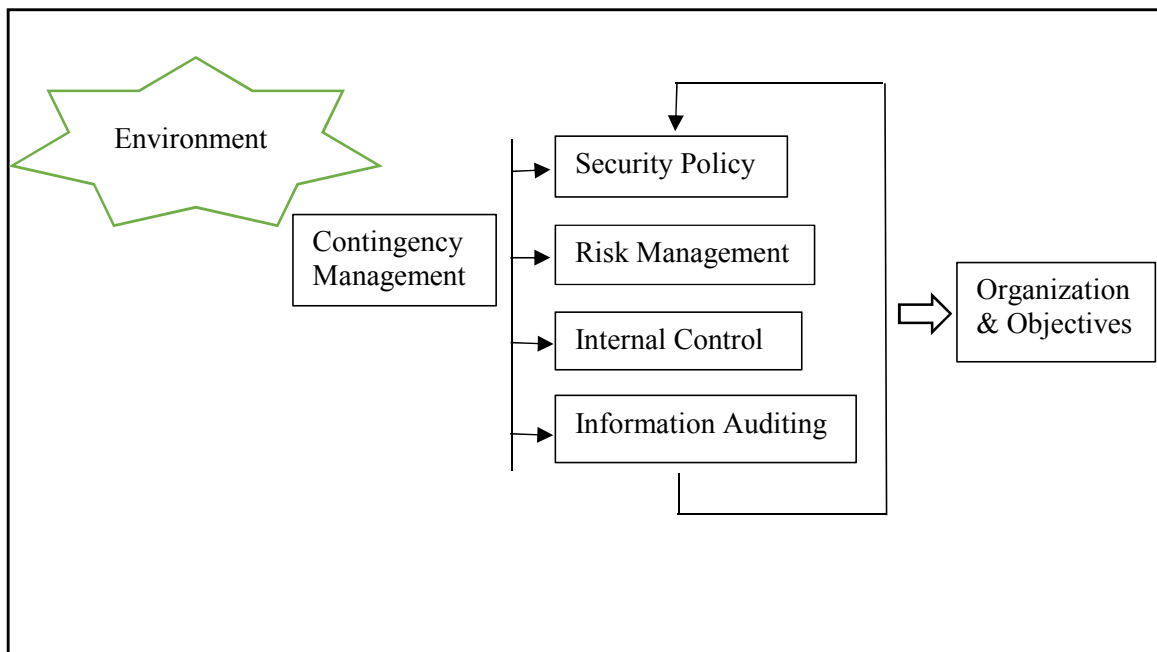 Environment
Contingency
Management
Security Policy
Risk Management
Internal Control
Information Auditing
Organization
& Objectives